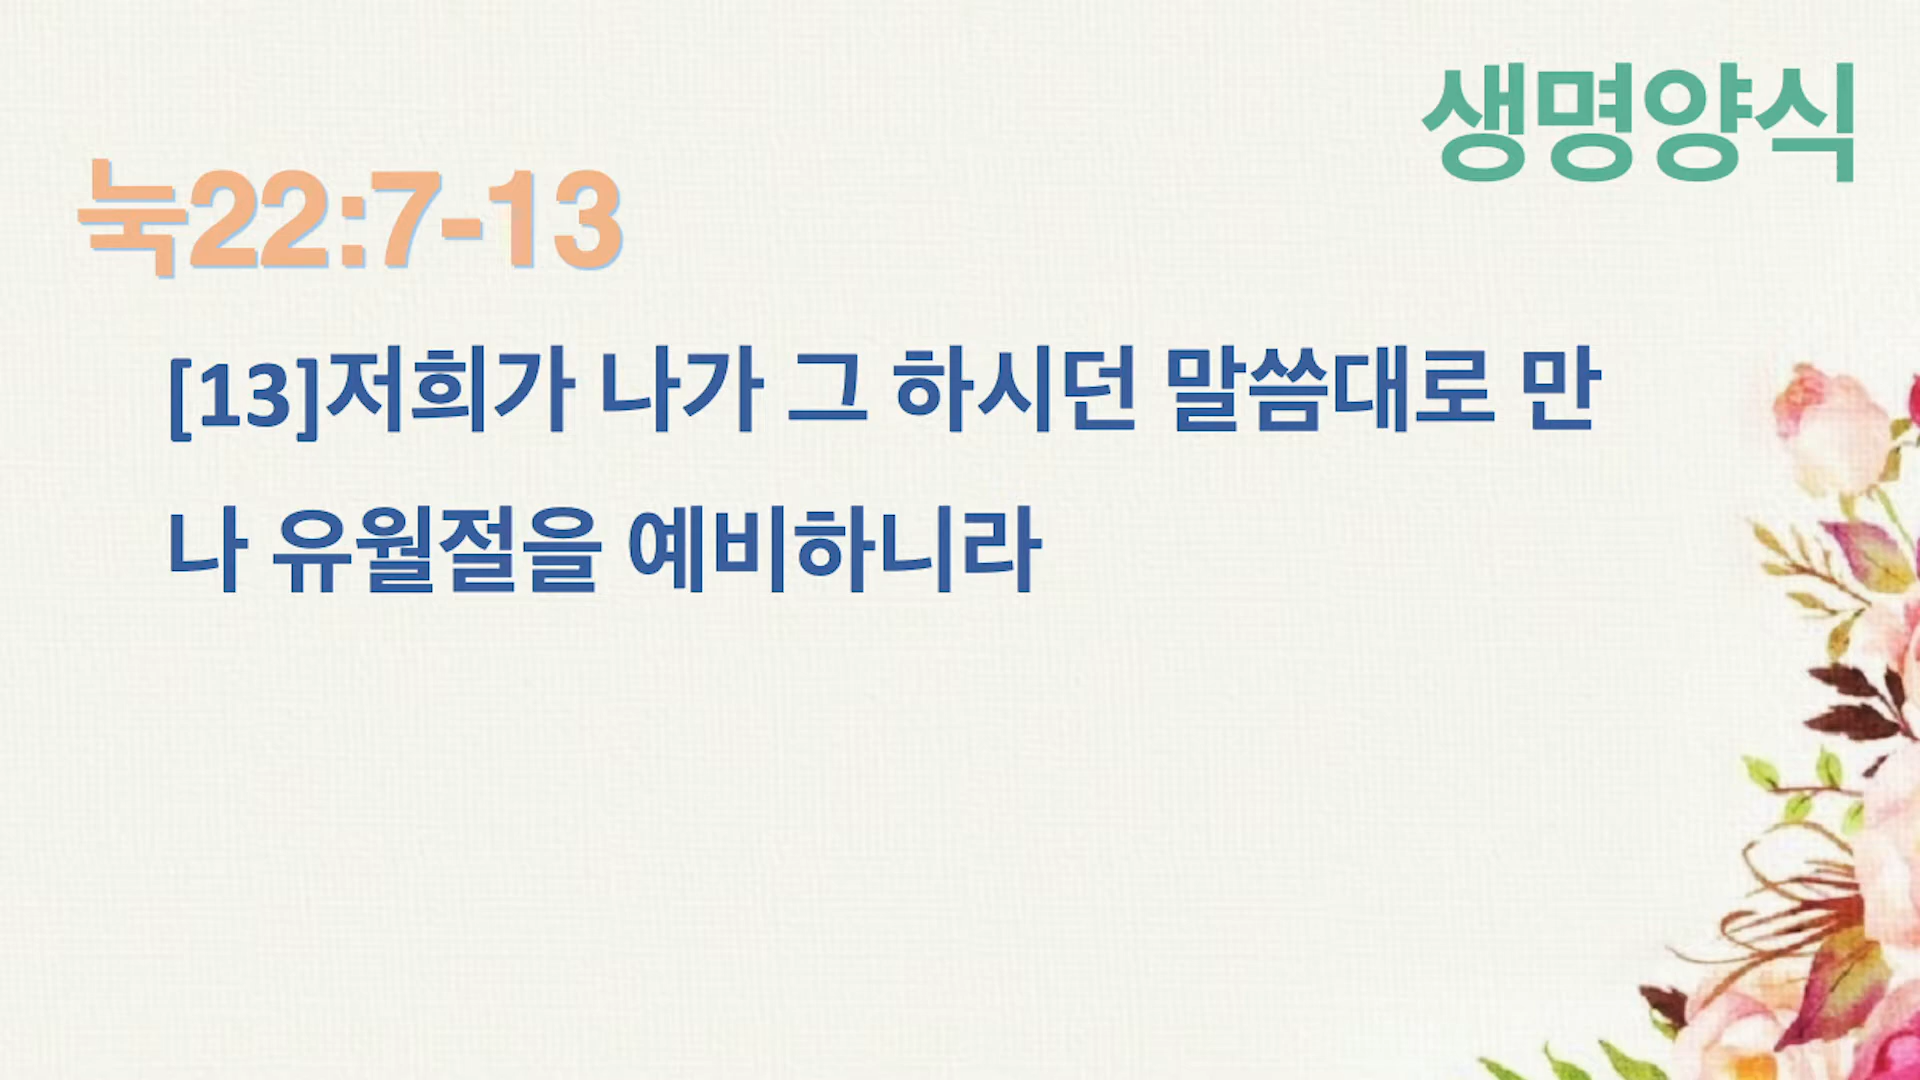 생명양식
눅22:7-13
[13]저희가 나가 그 하시던 말씀대로 만
나 유월절을 예비하니라